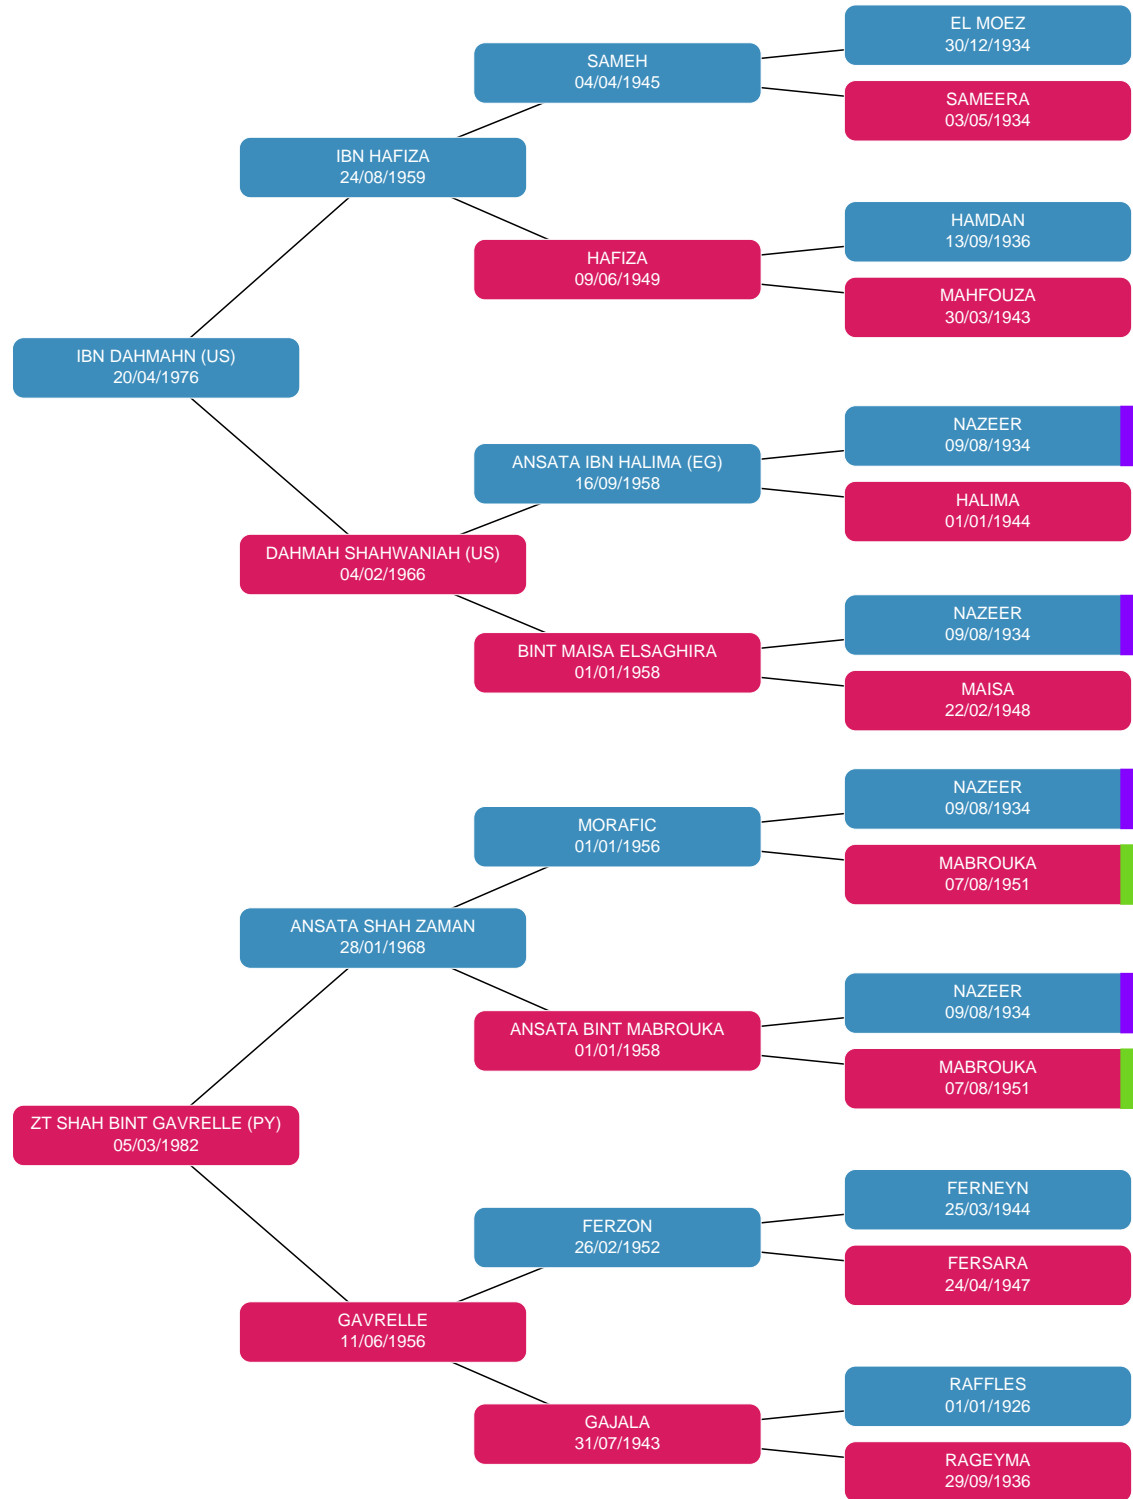 EL MOEZ
30/12/1934
SAMEH
04/04/1945
SAMEERA
03/05/1934
IBN HAFIZA
24/08/1959
HAMDAN
13/09/1936
HAFIZA
09/06/1949
MAHFOUZA
30/03/1943
IBN DAHMAHN (US)
20/04/1976
NAZEER
09/08/1934
ANSATA IBN HALIMA (EG)
16/09/1958
HALIMA
01/01/1944
DAHMAH SHAHWANIAH (US)
04/02/1966
NAZEER
09/08/1934
BINT MAISA ELSAGHIRA
01/01/1958
MAISA
22/02/1948
NAZEER
09/08/1934
MORAFIC
01/01/1956
MABROUKA
07/08/1951
ANSATA SHAH ZAMAN
28/01/1968
NAZEER
09/08/1934
ANSATA BINT MABROUKA
01/01/1958
MABROUKA
07/08/1951
ZT SHAH BINT GAVRELLE (PY)
05/03/1982
FERNEYN
25/03/1944
FERZON
26/02/1952
FERSARA
24/04/1947
GAVRELLE
11/06/1956
RAFFLES
01/01/1926
GAJALA
31/07/1943
RAGEYMA
29/09/1936